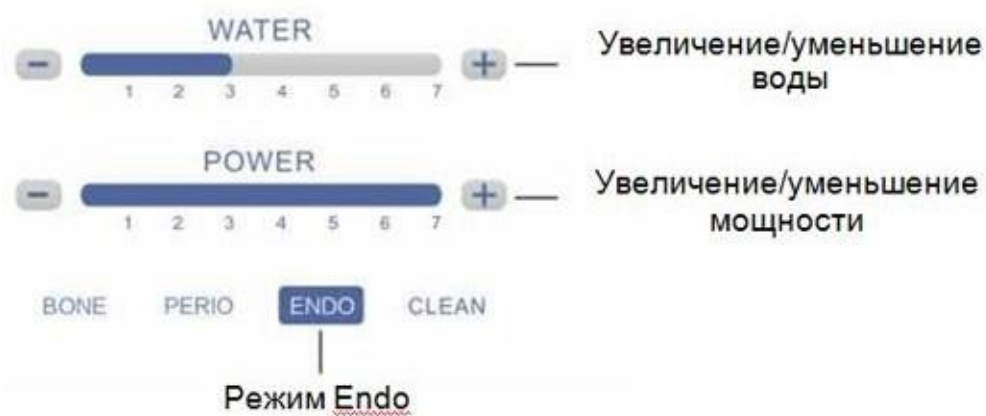 WATER
Увеличение/уменьшение
воды
− +
1 2 3 4 5 6 7
POWER
Увеличение/уменьшение
мощности
− +
1 2 3 4 5 6 7
BONE PERIO ENDO CLEAN
Режим Endo